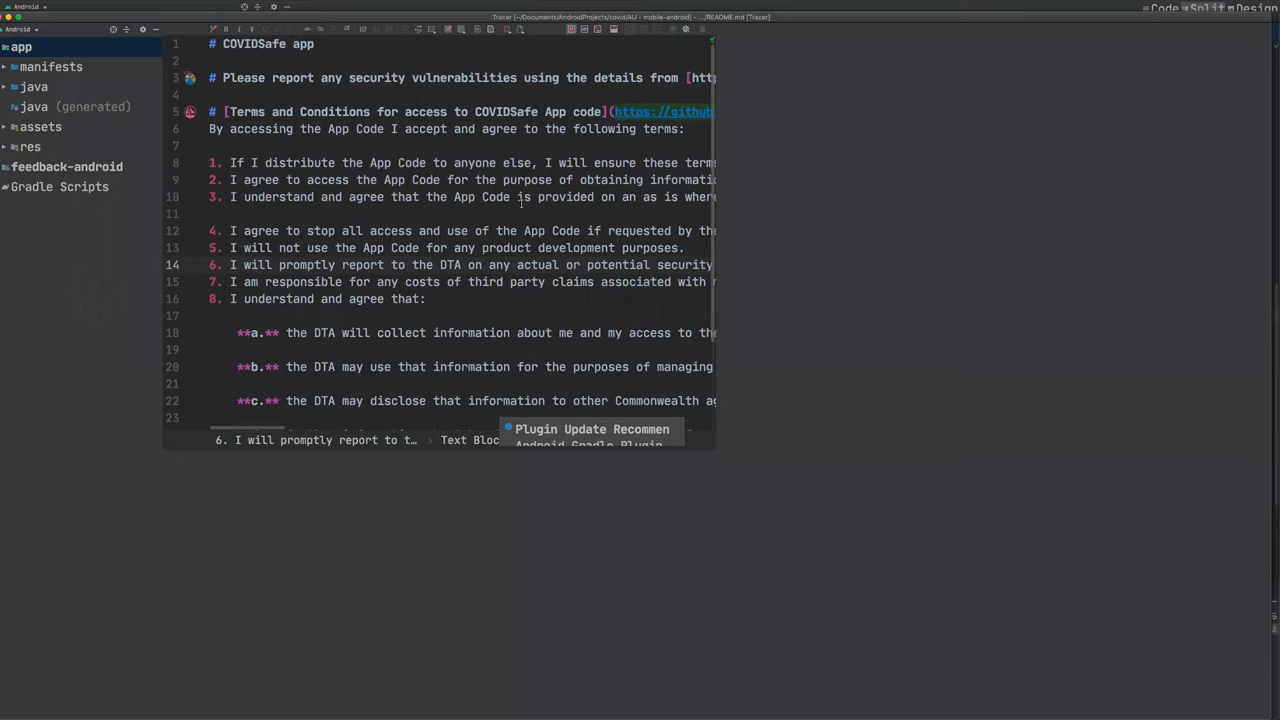 Android
Code Split Design
Tracer [~/Documents/AndroidProjects/covid/AU - mobile-android] - .../README.md [Tracer]
Android
app
manifests
java
java (generated)
assets
res
feedback-android
Gradle Scripts
1 # COVIDSafe app
2
3 # Please report any security vulnerabilities using the details from [htt
4
5 # [Terms and Conditions for access to COVIDSafe App code](https://github
6 By accessing the App Code I accept and agree to the following terms:
7
8 1. If I distribute the App Code to anyone else, I will ensure these terms
9 2. I agree to access the App Code for the purpose of obtaining informatio
10 3. I understand and agree that the App Code is provided on an as is wher
11
12 4. I agree to stop all access and use of the App Code if requested by the
13 5. I will not use the App Code for any product development purposes.
14 6. I will promptly report to the DTA on any actual or potential security
15 7. I am responsible for any costs of third party claims associated with
16 8. I understand and agree that:
17
18 **a.** the DTA will collect information about me and my access to the
19
20 **b.** the DTA may use that information for the purposes of managing
21
22 **c.** the DTA may disclose that information to other Commonwealth ag
23
Plugin Update Recommen
Android Gradle Plugin
6. I will promptly report to t… › Text Bloc